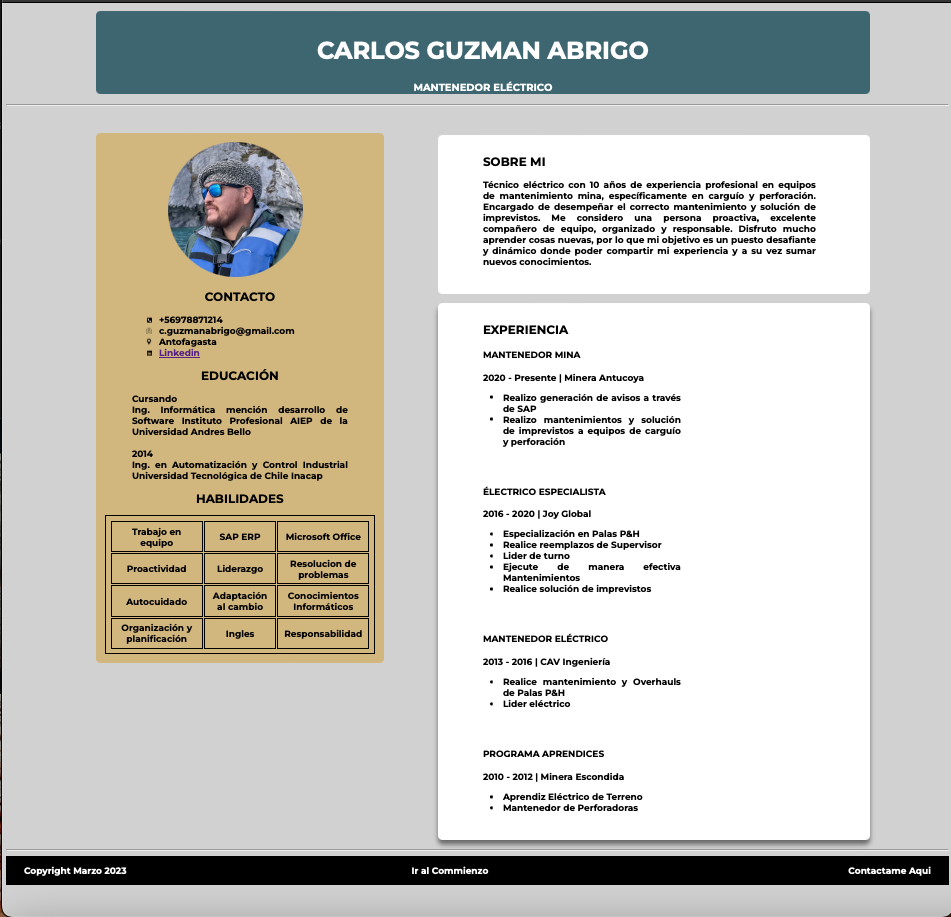 CARLOS GUZMAN ABRIGO
MANTENEDOR ELÉCTRICO
CONTACTO
+56978871214
c.guzmanabrigo@gmail.com
Antofagasta
Linkedin
EDUCACIÓN
Cursando
Ing. Informática mención desarrollo de
Software Instituto Profesional AIEP de la
Universidad Andres Bello
2014
Ing. en Automatización y Control Industrial
Universidad Tecnológica de Chile Inacap
HABILIDADES
Trabajo en
equipo
SAP ERP
Microsoft Office
Proactividad
Liderazgo
Resolucion de
problemas
Autocuidado
Adaptación
al cambio
Conocimientos
Informáticos
Organización y
planificación
Ingles
Responsabilidad
SOBRE MI
Técnico eléctrico con 10 años de experiencia profesional en equipos
de mantenimiento mina, específicamente en carguío y perforación.
Encargado de desempeñar el correcto mantenimiento y solución de
imprevistos. Me considero una persona proactiva, excelente
compañero de equipo, organizado y responsable. Disfruto mucho
aprender cosas nuevas, por lo que mi objetivo es un puesto desafiante
y dinámico donde poder compartir mi experiencia y a su vez sumar
nuevos conocimientos.
EXPERIENCIA
MANTENEDOR MINA
2020 - Presente | Minera Antucoya
• Realizo generación de avisos a través
de SAP
• Realizo mantenimientos y solución
de imprevistos a equipos de carguío
y perforación
ÉLECTRICO ESPECIALISTA
2016 - 2020 | Joy Global
• Especialización en Palas P&H
• Realice reemplazos de Supervisor
• Lider de turno
• Ejecute de manera efectiva
Mantenimientos
• Realice solución de imprevistos
MANTENEDOR ELÉCTRICO
2013 - 2016 | CAV Ingeniería
• Realice mantenimiento y Overhauls
de Palas P&H
• Lider eléctrico
PROGRAMA APRENDICES
2010 - 2012 | Minera Escondida
• Aprendiz Eléctrico de Terreno
• Mantenedor de Perforadoras
Copyright Marzo 2023
Ir al Commienzo
Contactame Aqui